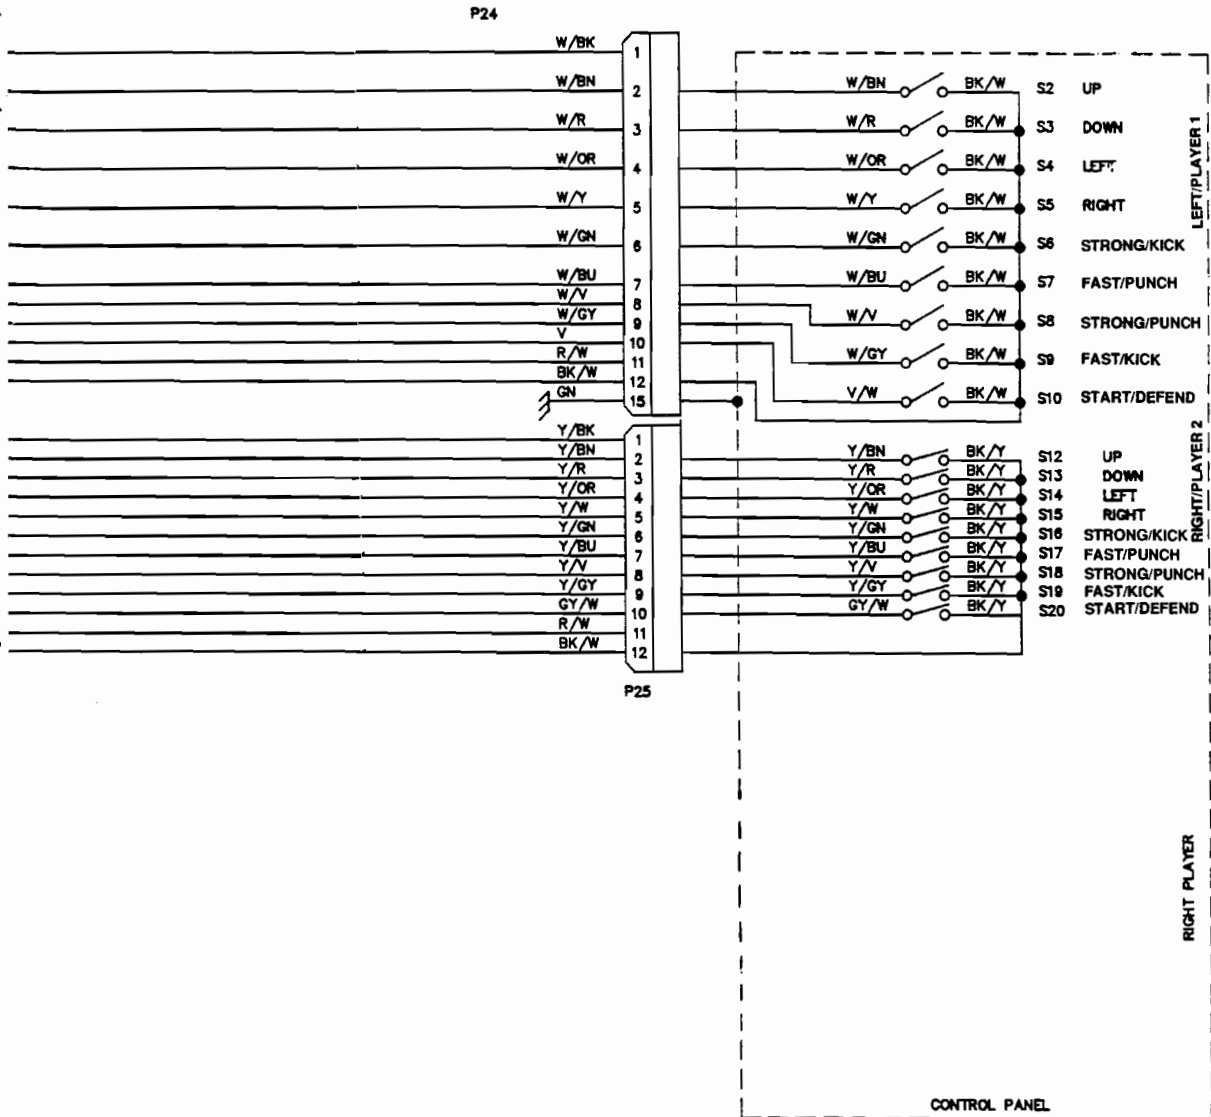 P24
W/BK 1
W/BN 2 W/BN BK/W S2 UP
W/R 3 W/R BK/W S3 DOWN
W/OR 4 W/OR BK/W S4 LEFT
W/Y 5 W/Y BK/W S5 RIGHT
W/GN 6 W/GN BK/W S6 STRONG/KICK
W/BU 7 W/BU BK/W S7 FAST/PUNCH
W/V 8 W/V BK/W S8 STRONG/PUNCH
W/GY 9 W/GY BK/W S9 FAST/KICK
V 10 V/W BK/W S10 START/DEFEND
R/W 11
BK/W 12
GN 15
LEFT/PLAYER 1
Y/BK 1
Y/BN 2 Y/BN BK/Y S12 UP
Y/R 3 Y/R BK/Y S13 DOWN
Y/OR 4 Y/OR BK/Y S14 LEFT
Y/W 5 Y/W BK/Y S15 RIGHT
Y/GN 6 Y/GN BK/Y S16 STRONG/KICK
Y/BU 7 Y/BU BK/Y S17 FAST/PUNCH
Y/V 8 Y/V BK/Y S18 STRONG/PUNCH
Y/GY 9 Y/GY BK/Y S19 FAST/KICK
GY/W 10 GY/W BK/Y S20 START/DEFEND
R/W 11
BK/W 12
RIGHT/PLAYER 2
P25
RIGHT PLAYER
CONTROL PANEL